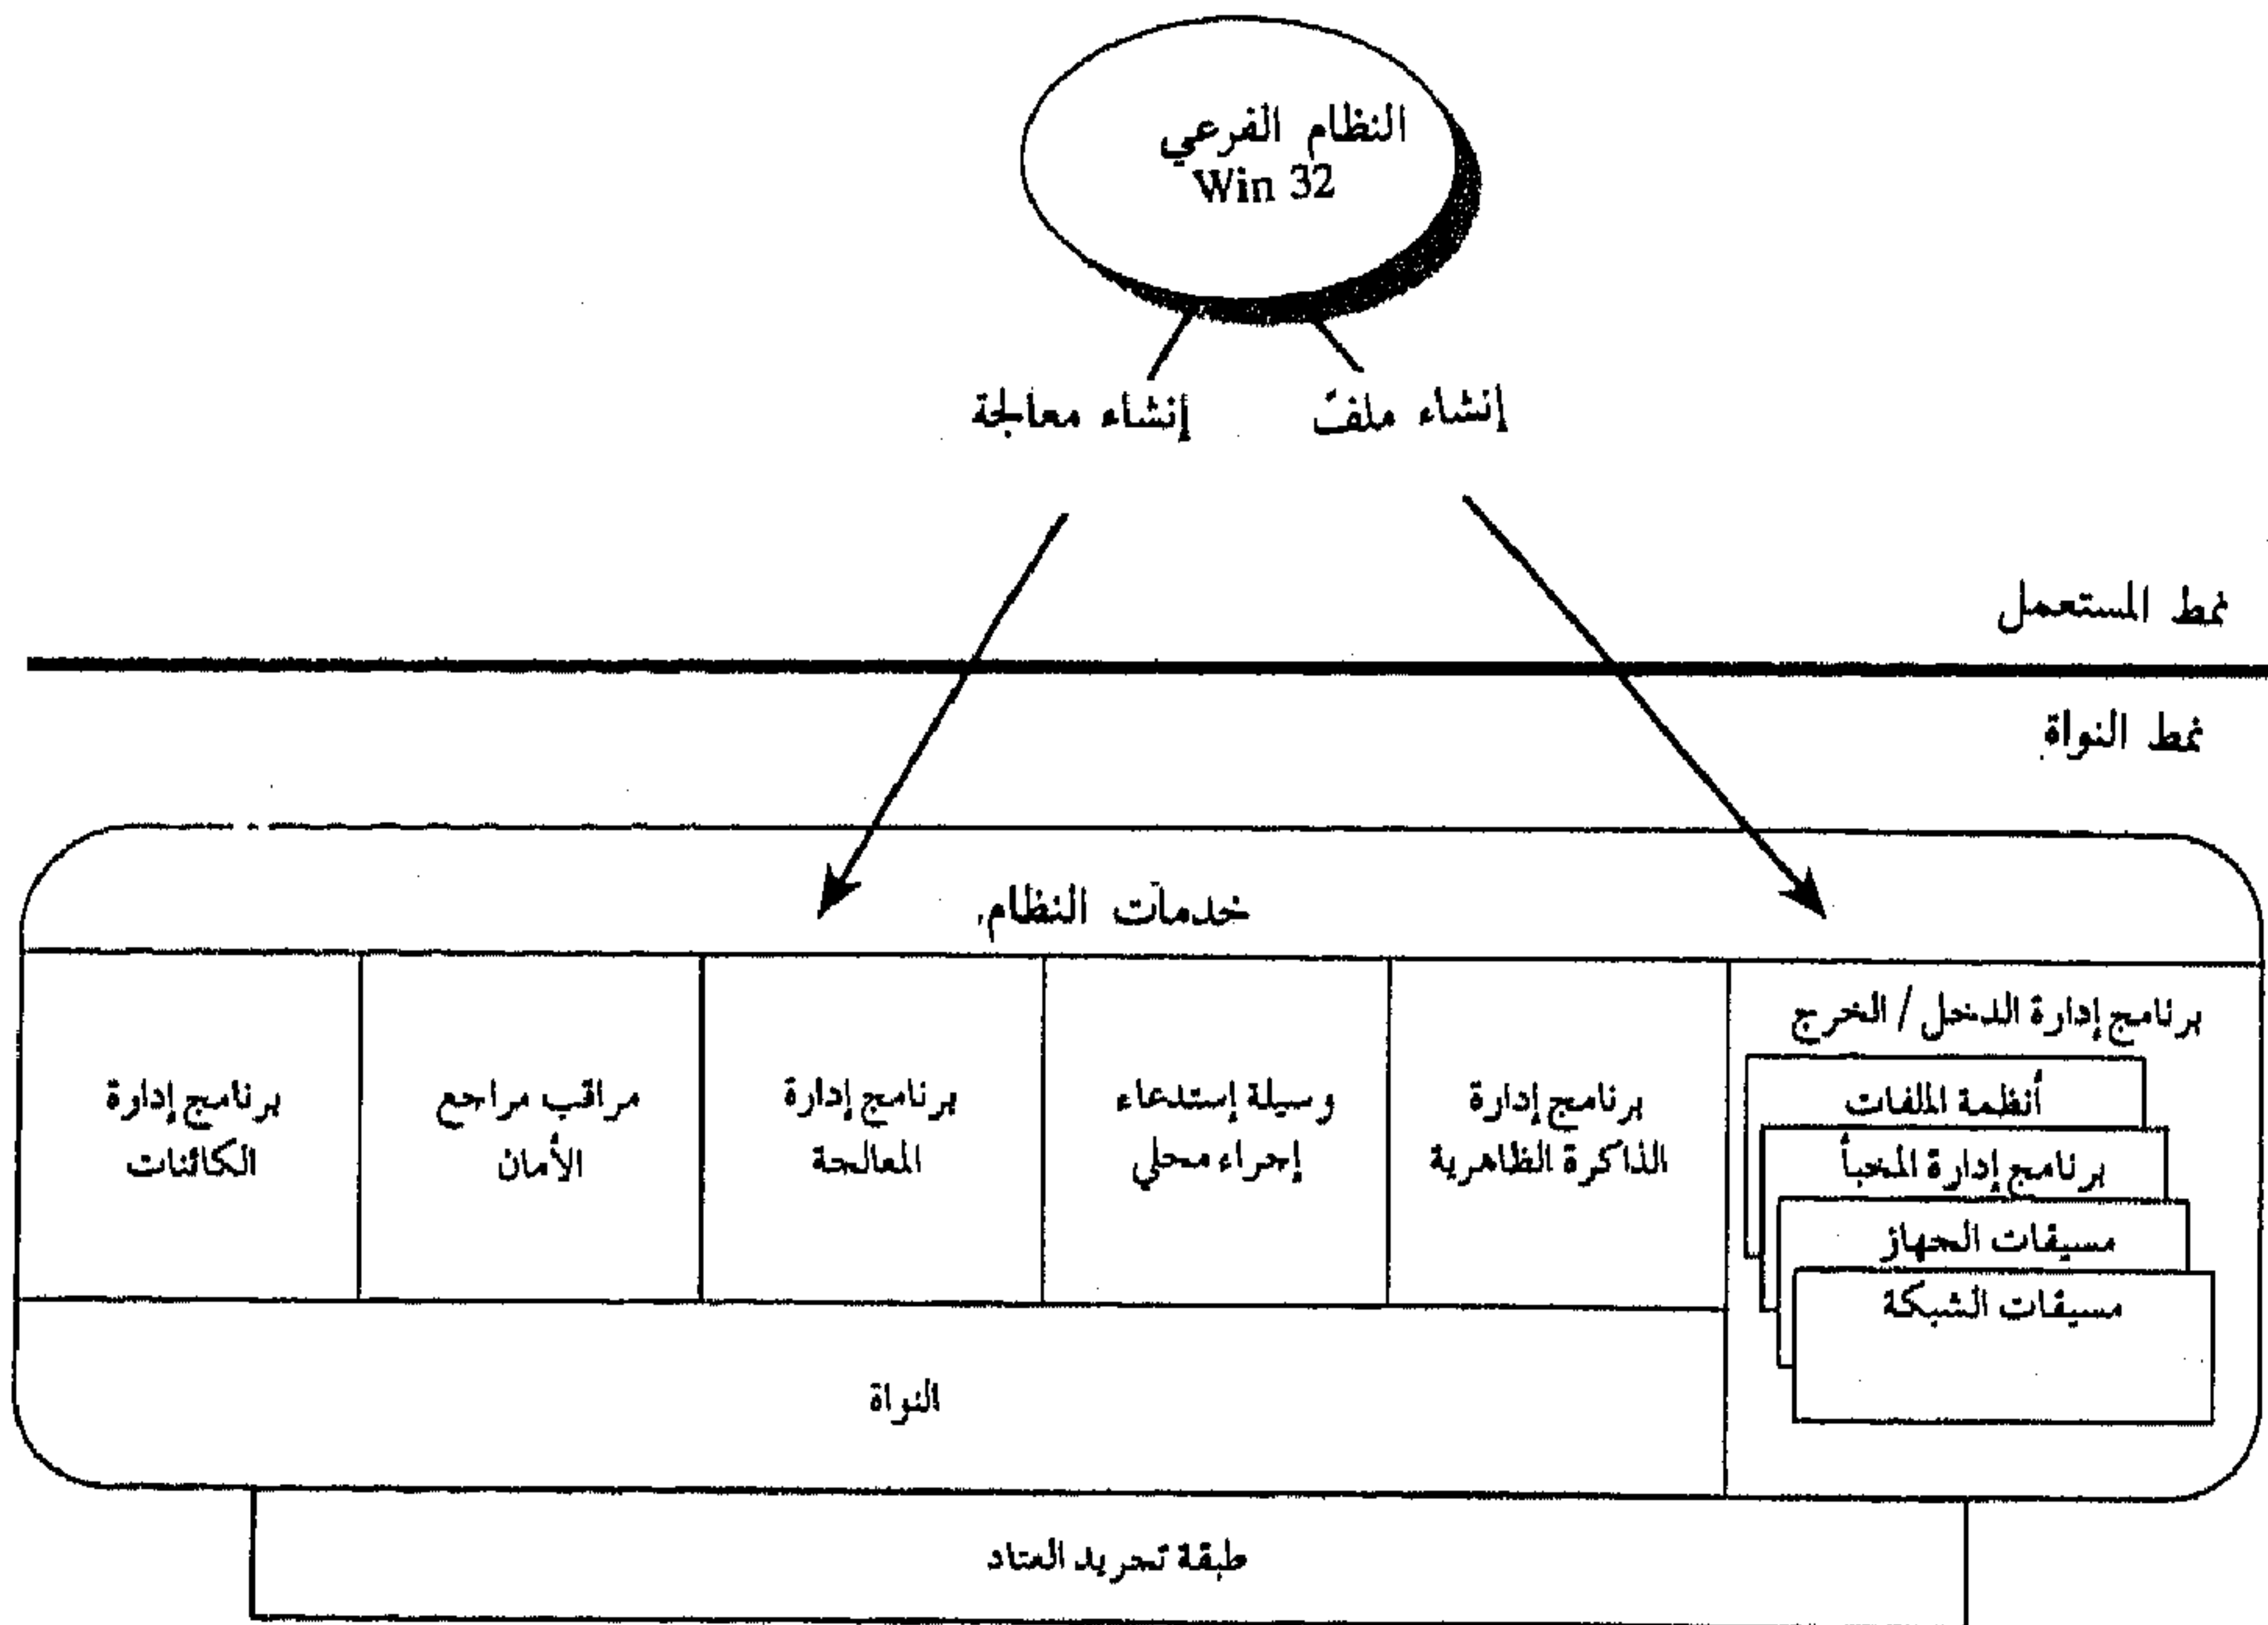 النظام الفرعي
Win 32
إنشاء ملف
إنشاء معالجة
نمط المستعمل
نمط النواة
خدمات النظام
برنامج إدارة الدخل / الخرج
أنظمة الملفات
برنامج إدارة المخبأ
مسيقات الجهاز
مسيقات الشبكة
برنامج إدارة
الذاكرة الظاهرية
وسيلة إستدعاء
إجراء محلي
برنامج إدارة
المعالجة
مراقب مراجع
الأمان
برنامج إدارة
الكائنات
النواة
طبقة تجريد العتاد